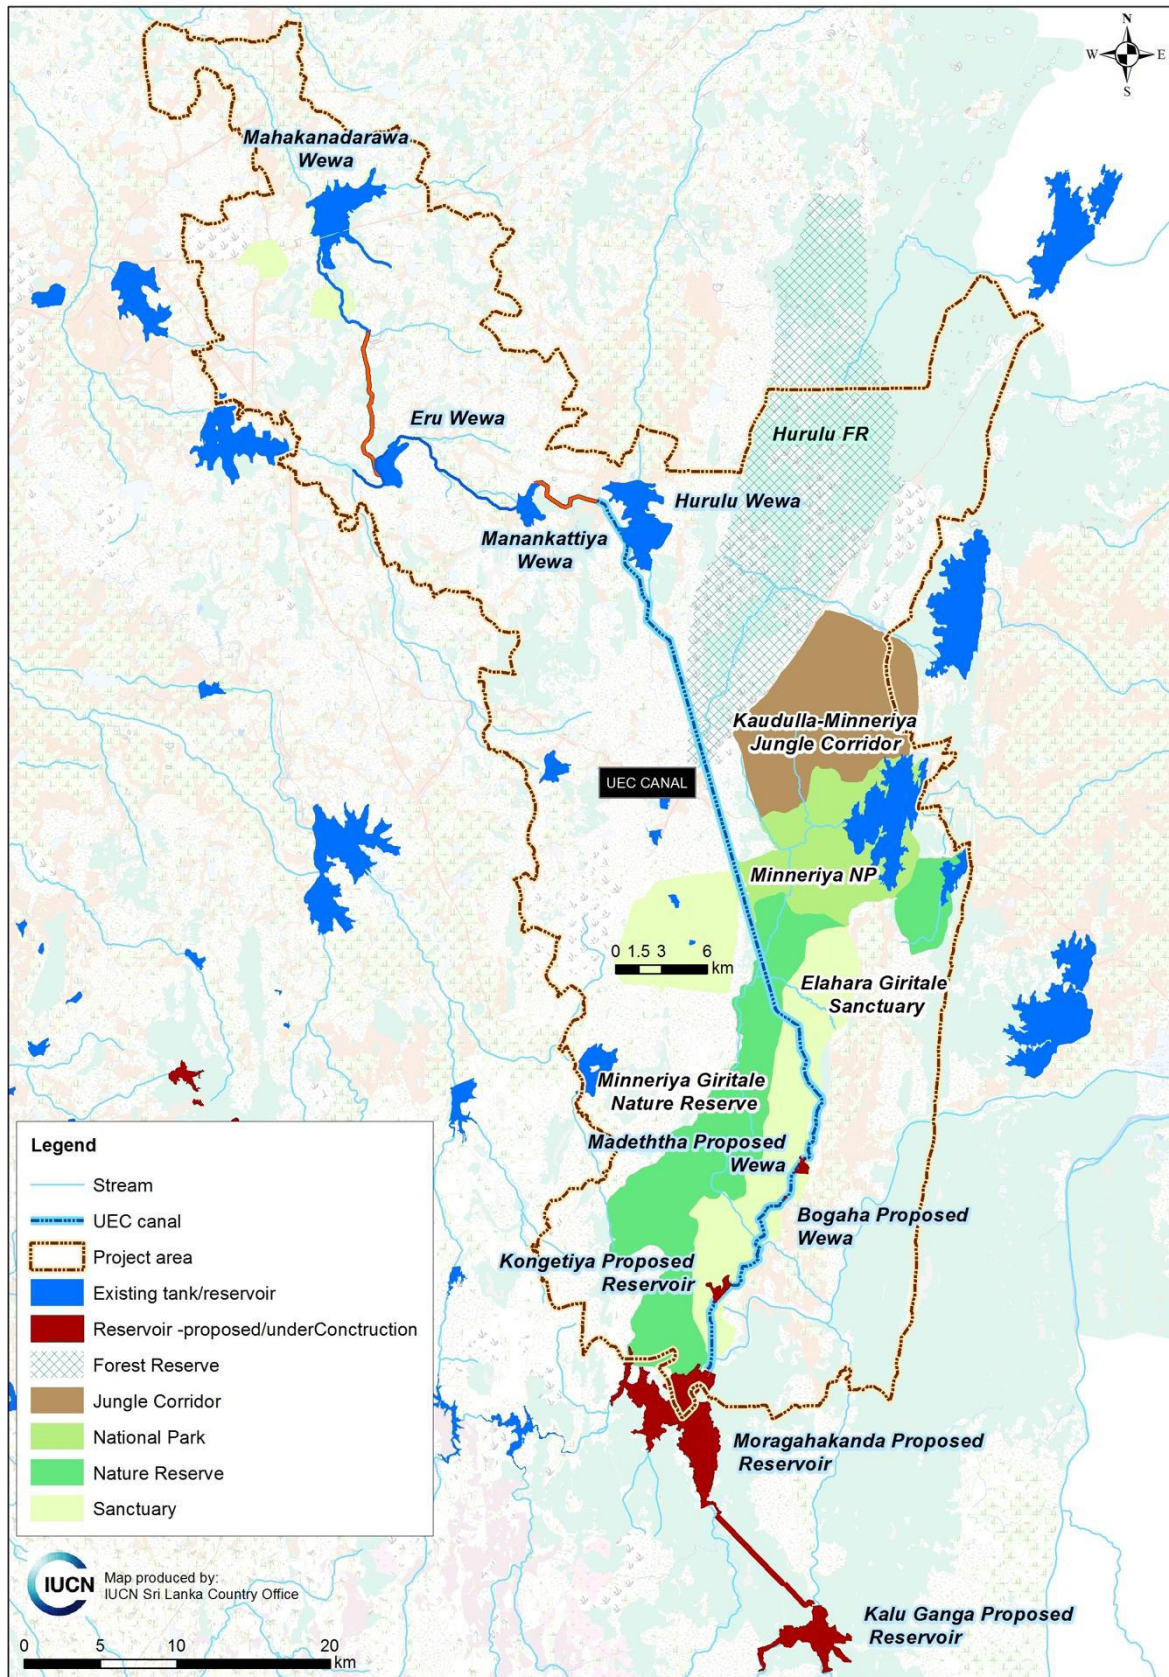 N
W E
S
Mahakanadarawa
Wewa
Eru Wewa
Hurulu FR
Hurulu Wewa
Manankattiya
Wewa
Kaudulla-Minneriya
Jungle Corridor
UEC CANAL
Minneriya NP
0 1.5 3 6
km
Elahara Giritale
Sanctuary
Minneriya Giritale
Nature Reserve
Madeththa Proposed
Wewa
Bogaha Proposed
Wewa
Kongetiya Proposed
Reservoir
Moragahakanda Proposed
Reservoir
Kalu Ganga Proposed
Reservoir
Legend
Stream
UEC canal
Project area
Existing tank/reservoir
Reservoir -proposed/underConctruction
Forest Reserve
Jungle Corridor
National Park
Nature Reserve
Sanctuary
IUCN
Map produced by:
IUCN Sri Lanka Country Office
0 5 10 20
km